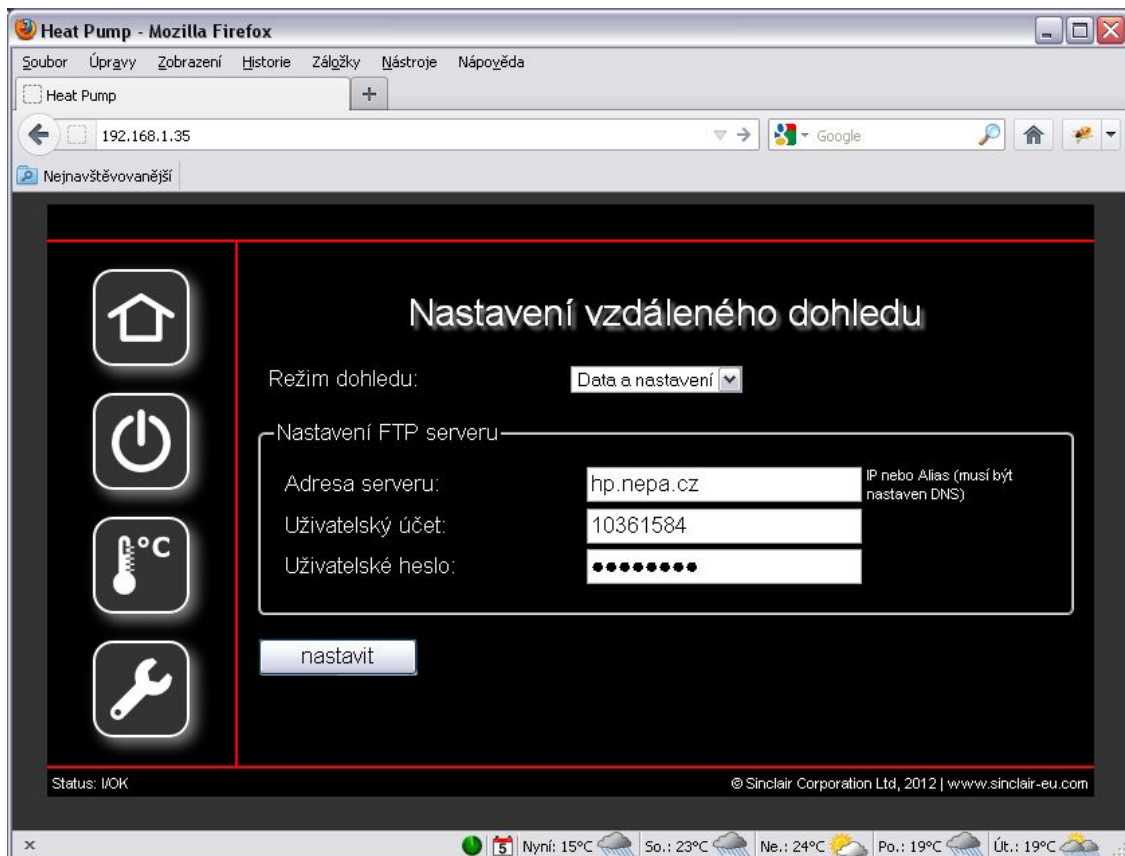 Heat Pump - Mozilla Firefox
Soubor Úpravy Zobrazení Historie Záložky Nástroje Nápověda
Heat Pump
192.168.1.35
Google
Nejnavštěvovanější
Nastavení vzdáleného dohledu
Režim dohledu: Data a nastavení
Nastavení FTP serveru
Adresa serveru: hp.nepa.cz IP nebo Alias (musí být
nastaven DNS)
Uživatelský účet: 10361584
Uživatelské heslo: ●●●●●●●●
°C
nastavit
Status: I/OK © Sinclair Corporation Ltd, 2012 | wwww.sinclair-eu.com
x 5 Nyní: 15°C So.: 23°C Ne.: 24°C Po.: 19°C Út.: 19°C